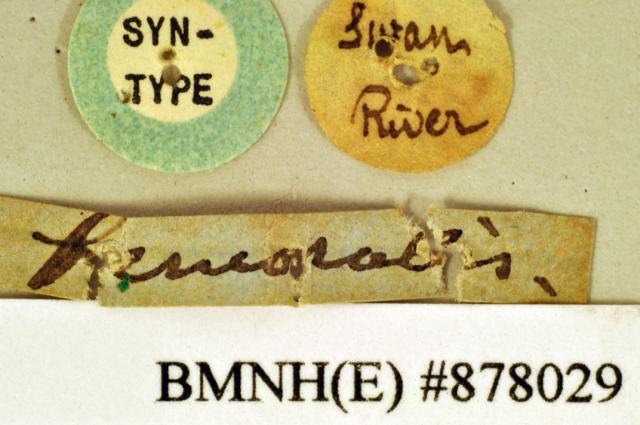 SYN-
TYPE
Swan
River
femoralis.
BMNH(E) #878029